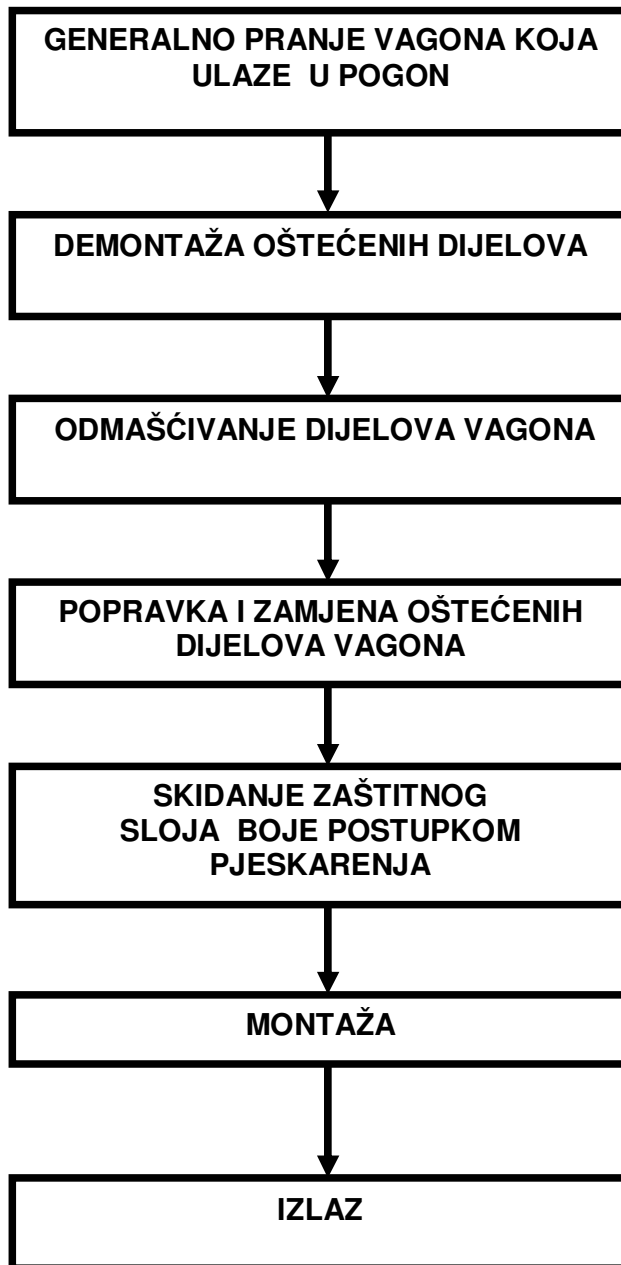 GENERALNO PRANJE VAGONA KOJA
ULAZE U POGON
DEMONTAŽA OŠTEĆENIH DIJELOVA
ODMAŠĆIVANJE DIJELOVA VAGONA
POPRAVKA I ZAMJENA OŠTEĆENIH
DIJELOVA VAGONA
SKIDANJE ZAŠTITNOG
SLOJA BOJE POSTUPKOM
PJESKARENJA
MONTAŽA
IZLAZ